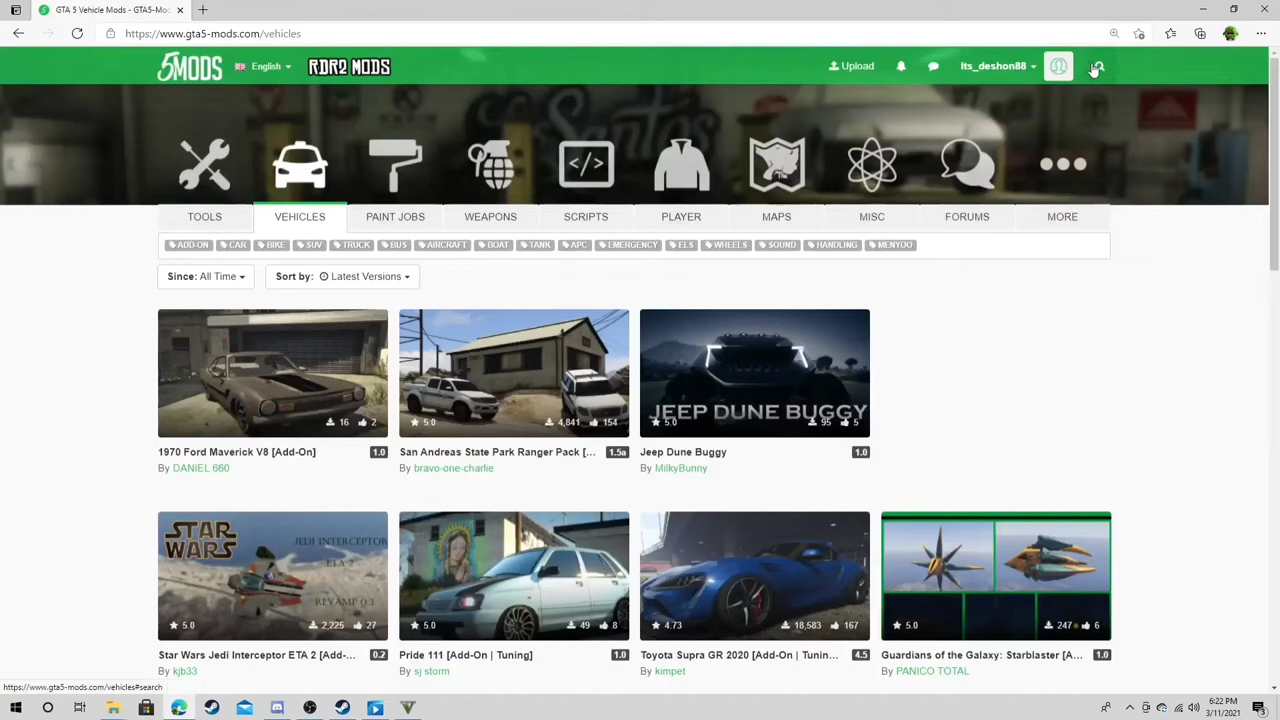 GTA 5 Vehicle Mods - GTA5-Mo
https://www.gta5-mods.com/vehicles
5MODS
English
RDR2 MODS
Upload
Its_deshon88
Santos
TOOLS
VEHICLES
PAINT JOBS
WEAPONS
SCRIPTS
PLAYER
MAPS
MISC
FORUMS
MORE
ADD-ON
CAR
BIKE
SUV
TRUCK
BUS
AIRCRAFT
BOAT
TANK
APC
EMERGENCY
ELS
WHEELS
SOUND
HANDLING
MENYOO
Since: All Time
Sort by: Latest Versions
16 2
5.0 4,841 154
JEEP DUNE BUGGY
5.0 95 5
1970 Ford Maverick V8 [Add-On] 1.0
By DANIEL 660
San Andreas State Park Ranger Pack [... 1.5a
By bravo-one-charlie
Jeep Dune Buggy 1.0
By MilkyBunny
STAR WARS
JEDI INTERCEPTOR
ETA 2
REVAMP 0.3
5.0 2,225 27
5.0 49 8
4.73 18,583 167
5.0 247 6
Star Wars Jedi Interceptor ETA 2 [Add-... 0.2
By kjb33
Pride 111 [Add-On | Tuning] 1.0
By sj storm
Toyota Supra GR 2020 [Add-On | Tunin... 4.5
By kimpet
Guardians of the Galaxy: Starblaster [A... 1.0
By PANICO TOTAL
https://www.gta5-mods.com/vehicles#search
6:22 PM
3/11/2021
3